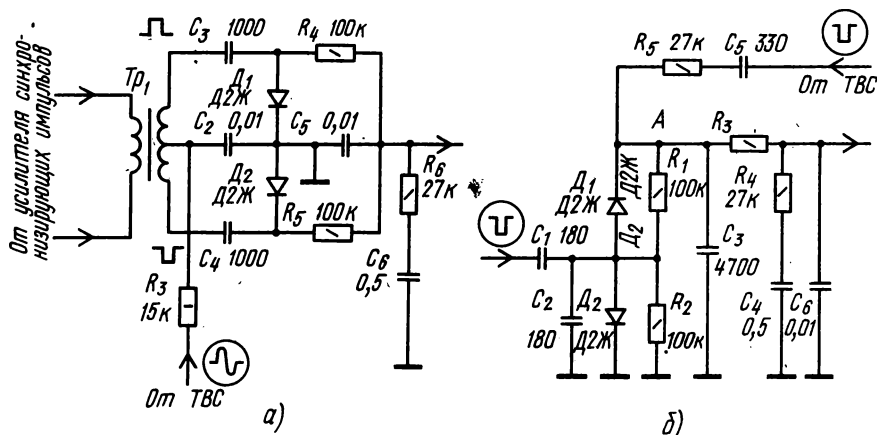 От усилителя синхро-
низирующих импульсов
Тр₁
C₃ 1000
R₄ 100к
Д₁
Д2Ж
C₂ 0,01
C₅ 0,01
Д₂
Д2Ж
R₅ 100к
C₄ 1000
R₆
27к
C₆
0,5
R₃
15к
От ТВС
а)
R₅ 27к
C₅ 330
От ТВС
А
R₃
Д₁
Д2Ж
Д2Ж
R₁
100к
R₄
27к
Д₂
C₁ 180
C₃
4700
C₂
180
Д₂
Д2Ж
R₂
100к
C₄
0,5
C₆
0,01
б)